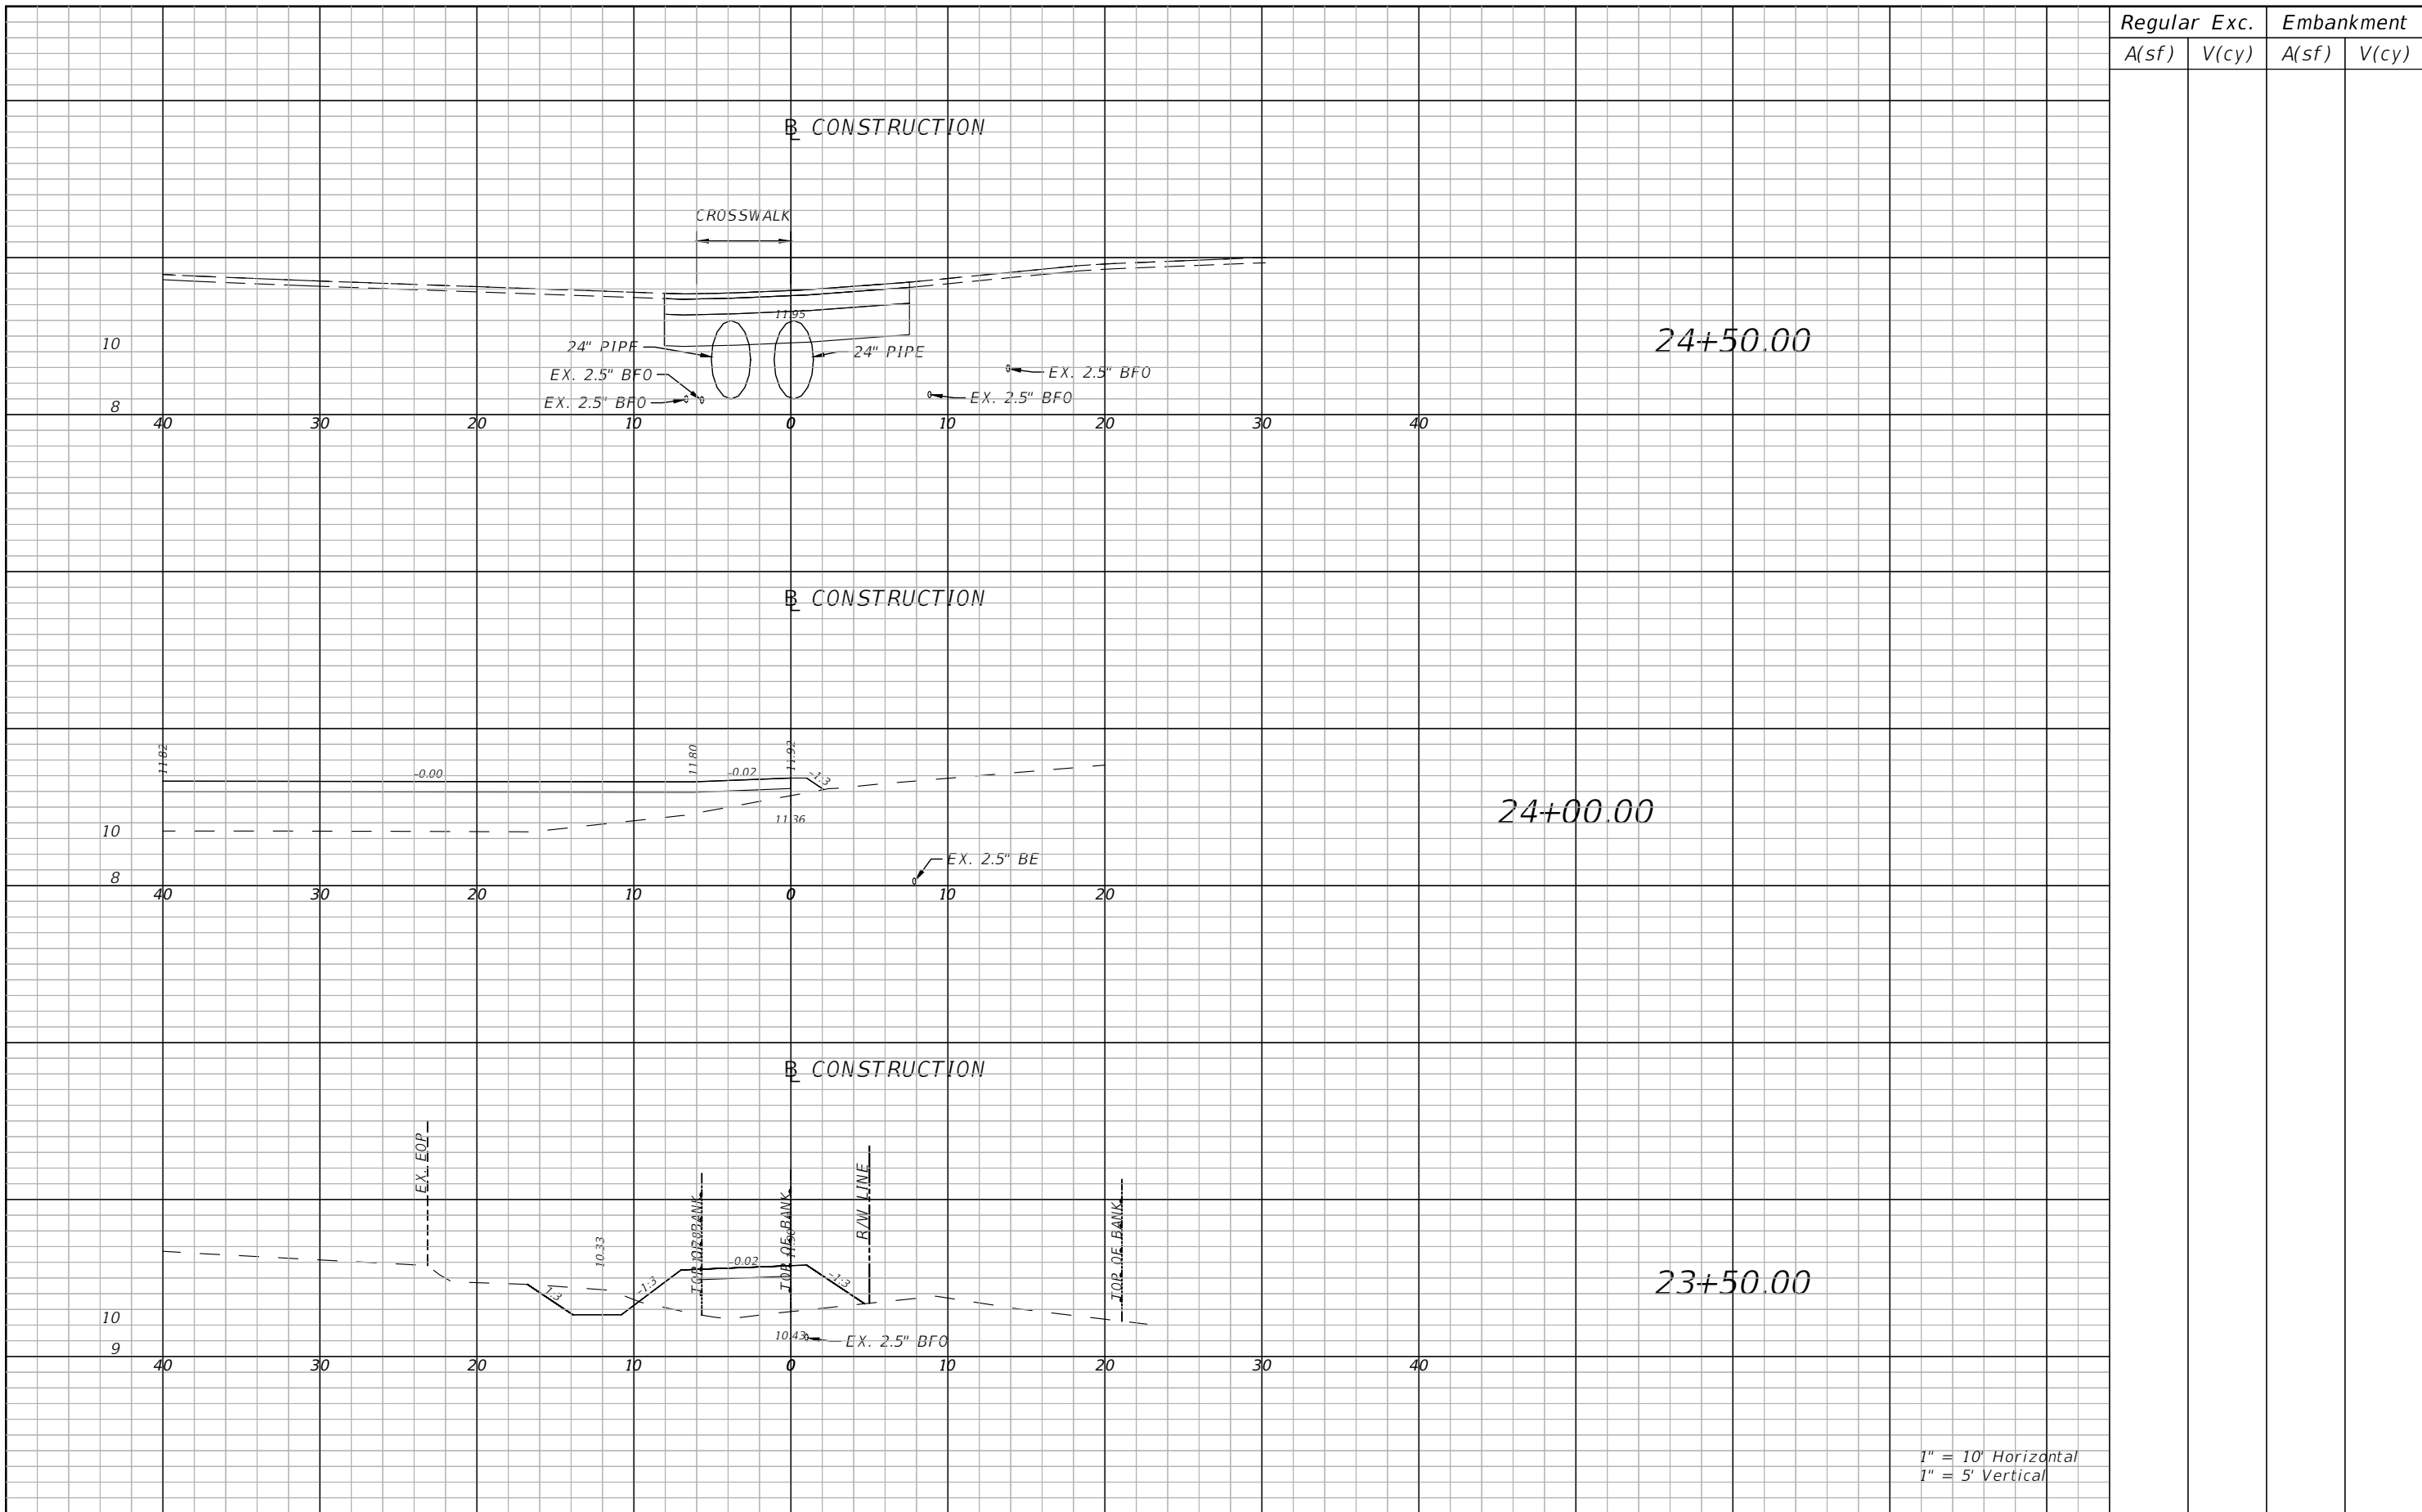 Regular Exc. Embankment
A(sf) V(cy) A(sf) V(cy)
℄ CONSTRUCTION
CROSSWALK
11.95
10
24" PIPE
24" PIPE
24+50.00
EX. 2.5" BFO
EX. 2.5" BFO
EX. 2.5" BFO
EX. 2.5" BFO
8
40 30 20 10 0 10 20 30 40
℄ CONSTRUCTION
11.82
11.80
11.92
-0.00
-0.02
-1:3
11.36
10
24+00.00
EX. 2.5" BE
8
40 30 20 10 0 10 20
℄ CONSTRUCTION
EX. EOP
10.33
TOP OF BANK
TOP OF BANK
R/W LINE
TOP OF BANK
-0.02
1:3
-1:3
-1:3
23+50.00
10
10.43
EX. 2.5" BFO
9
40 30 20 10 0 10 20 30 40
1" = 10' Horizontal
1" = 5' Vertical